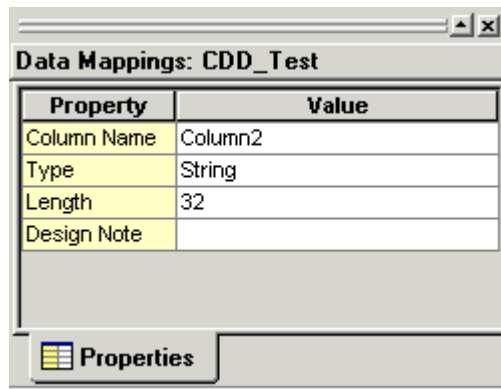 Data Mappings: CDD_Test
Property Value
Column Name Column2
Type String
Length 32
Design Note
Properties